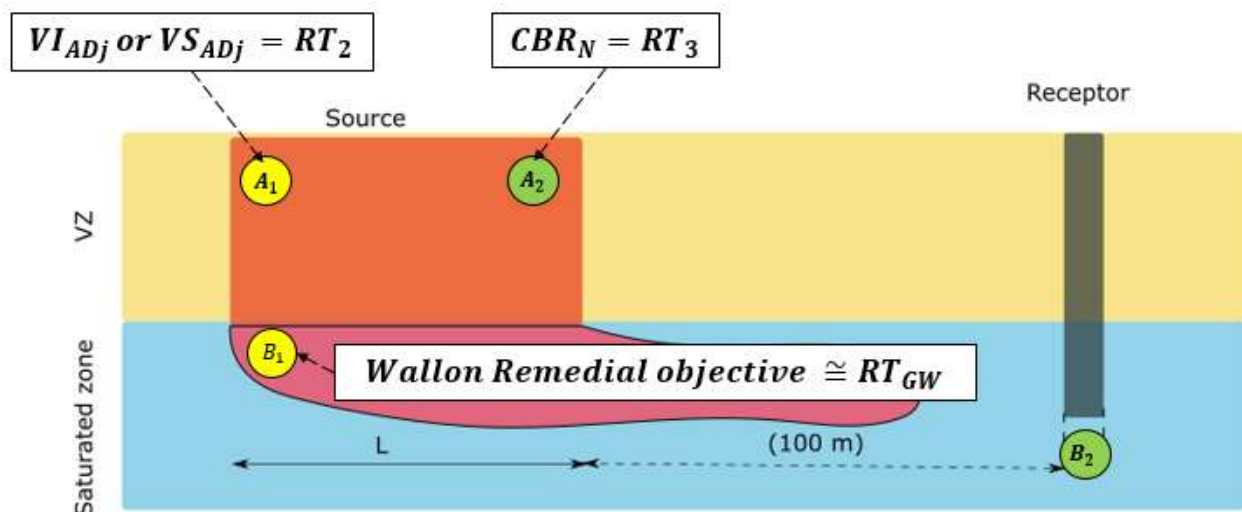 VI_ADj or VS_ADj = RT_2
CBR_N = RT_3
Receptor
Source
A_1
A_2
VZ
B_1
Wallon Remedial objective ≅ RT_GW
Saturated zone
L
(100 m)
B_2